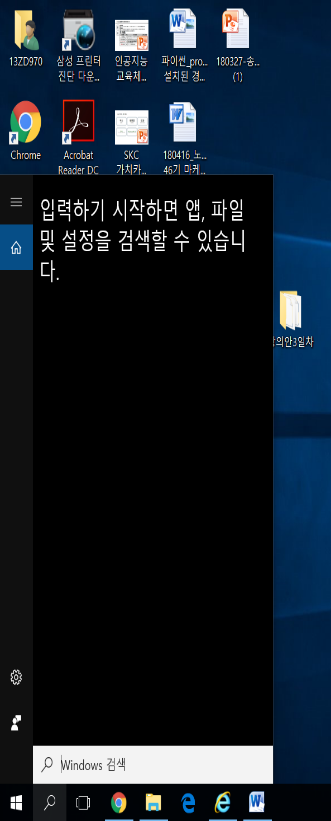 13ZD970
삼성 프린터
진단 다운...
인공지능
교육체...
파이썬_pro...
설치된 경...
180327-송...
(1)
Chrome
Acrobat
Reader DC
SKC
가치카...
180416_노...
46기 마케...
입력하기 시작하면 앱, 파일
및 설정을 검색할 수 있습니
다.
의안3일차
Windows 검색